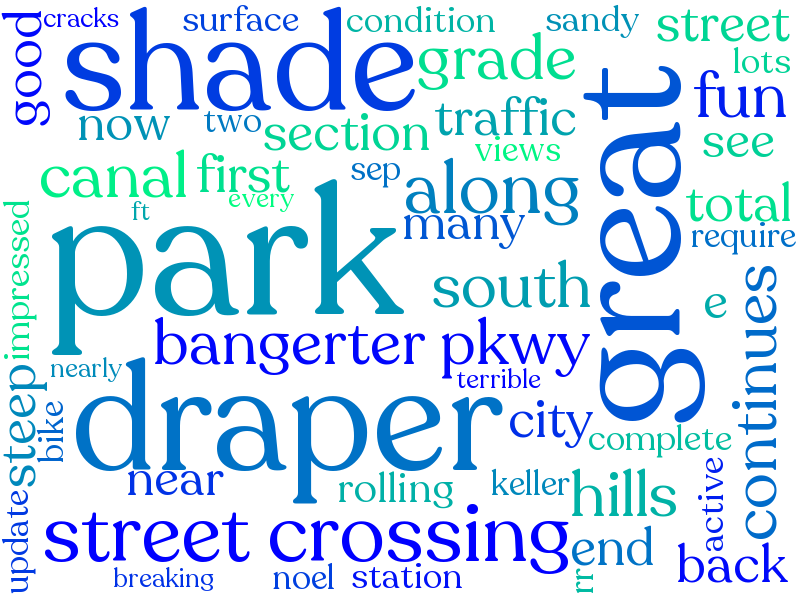 cracks
surface
condition
sandy
street
good
shade
grade
lots
now
two
section
traffic
great
fun
views
see
canal
first
sep
along
every
ft
many
total
require
impressed
park
south
e
bangerter pkwy
continues
nearly
terrible
steep
bike
draper
city
complete
near
rolling
keller
hills
active
update
street crossing
end
back
breaking
noel
station
rr